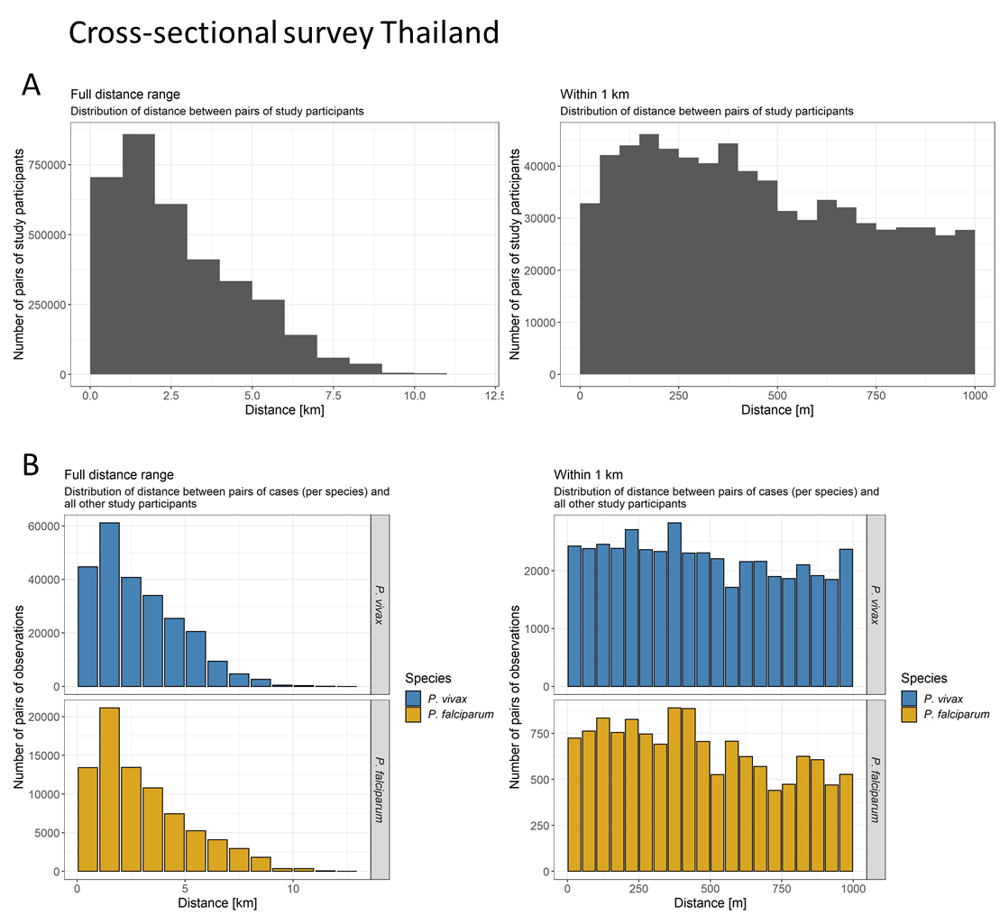 Cross-sectional survey Thailand
A
Full distance range
Distribution of distance between pairs of study participants
Number of pairs of study participants
750000
500000
250000
0
0.0 2.5 5.0 7.5 10.0 12.5
Distance [km]
Within 1 km
Distribution of distance between pairs of study participants
Number of pairs of study participants
40000
30000
20000
10000
0
0 250 500 750 1000
Distance [m]
B
Full distance range
Distribution of distance between pairs of cases (per species) and
all other study participants
Number of pairs of observations
60000
40000
20000
0
P. vivax
20000
15000
10000
5000
0
P. falciparum
0 5 10
Distance [km]
Species
P. vivax
P. falciparum
Within 1 km
Distribution of distance between pairs of cases (per species) and
all other study participants
Number of pairs of observations
2000
1000
0
P. vivax
750
500
250
0
P. falciparum
0 250 500 750 1000
Distance [m]
Species
P. vivax
P. falciparum